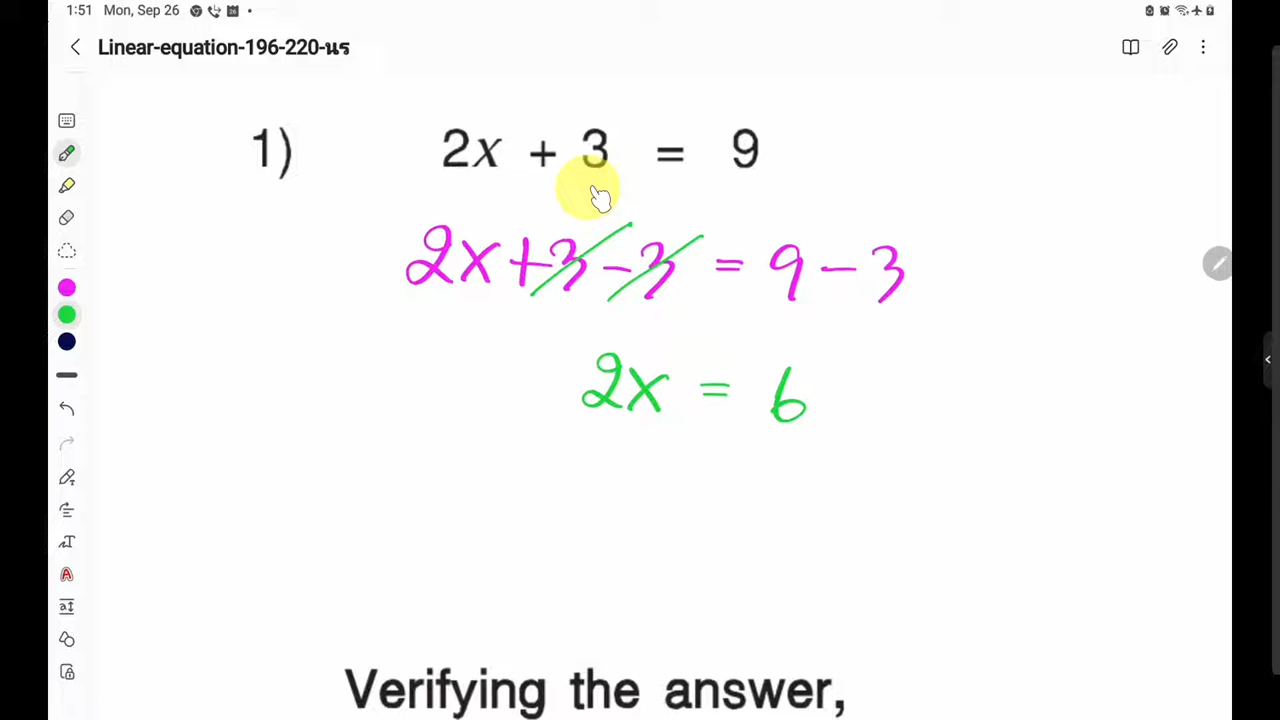 1:51 Mon, Sep 26
Linear-equation-196-220-นร
1) 2x + 3 = 9
2x+3-3 = 9-3
2x = 6
Verifying the answer,